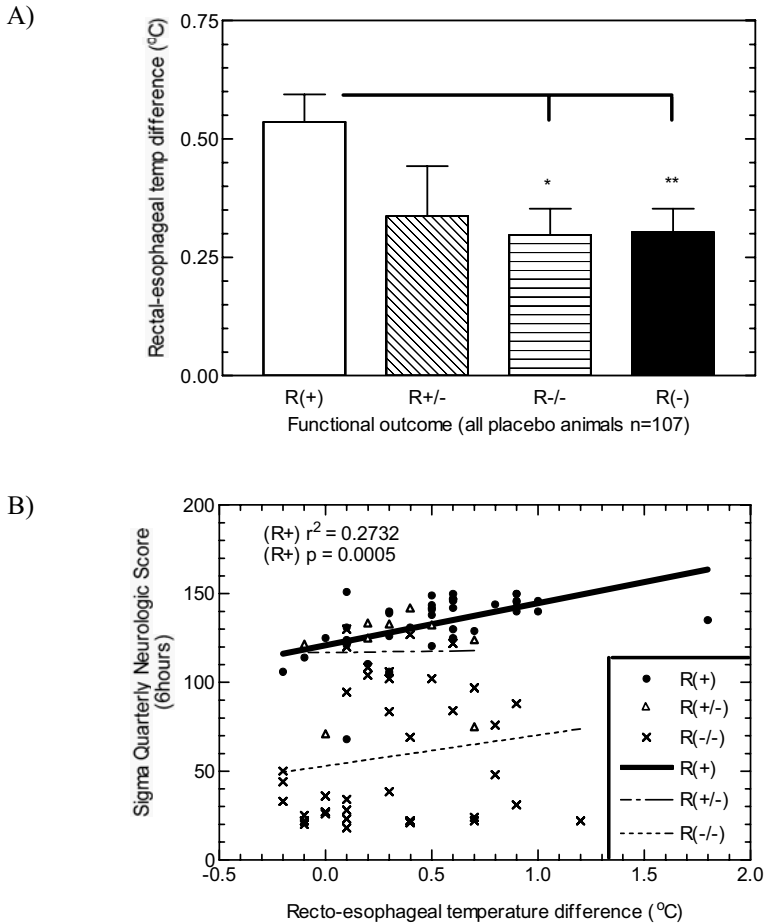 A)
Rectal-esophageal temp difference (⁰C)
0.75
0.50
0.25
0.00
*
**
R(+)
R+/-
R-/-
R(-)
Functional outcome (all placebo animals n=107)
B)
Sigma Quarterly Neurologic Score
(6hours)
200
150
100
50
0
(R+) r² = 0.2732
(R+) p = 0.0005
R(+)
R(+/-)
R(-/-)
R(+)
R(+/-)
R(-/-)
-0.5
0.0
0.5
1.0
1.5
2.0
Recto-esophageal temperature difference (°C)